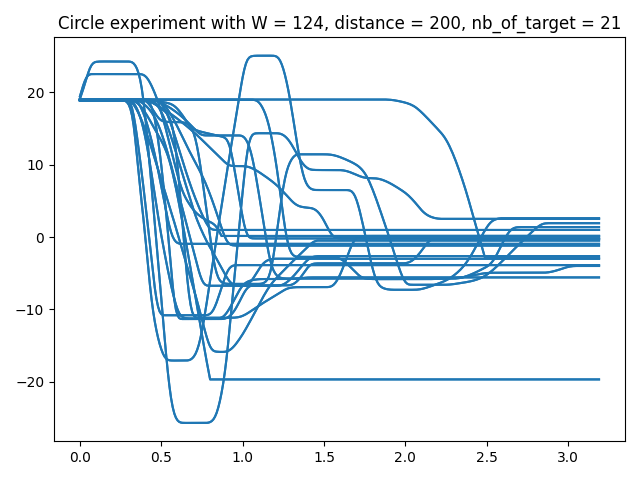 Circle experiment with W = 124, distance = 200, nb_of_target = 21
20
10
0
−10
−20
0.0 0.5 1.0 1.5 2.0 2.5 3.0